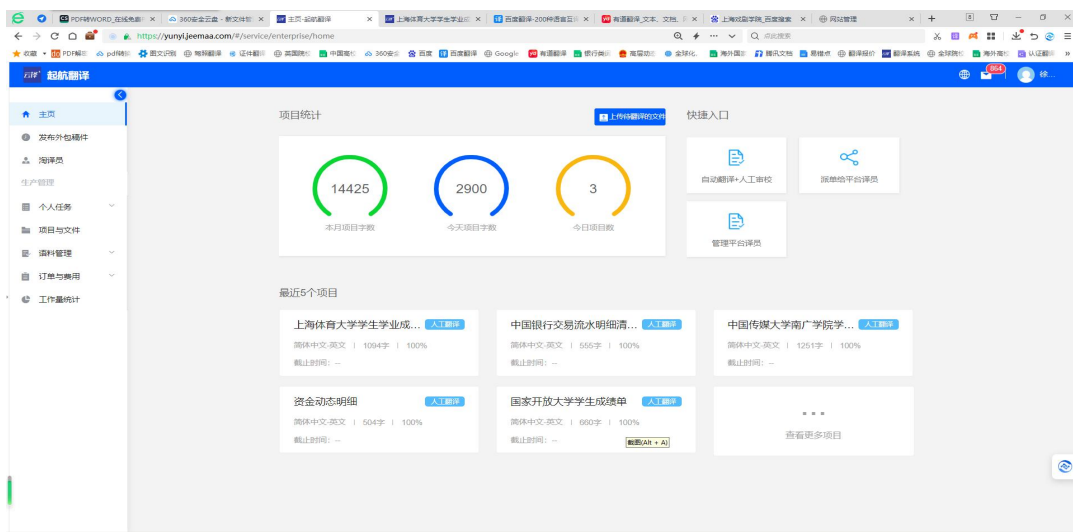 PDF转WORD_在线免费
360安全云盘 - 新文件管
主页-起航翻译
上海体育大学学生学业成
百度翻译-200种语言互译
有道翻译_文本、文档、
上海戏剧学院_百度搜索
网站管理
https://yunyi.jeemaa.com/#/service/enterprise/home
点此搜索
收藏
PDF解密
pdf转换
图文识别
驾照翻译
证件翻译
英国院校
中国高校
360安全
百度
百度翻译
Google
有道翻译
银行类
全球化
海外国
腾讯文档
易维点
翻译报价
翻译系统
全球院校
海外高校
认证翻译
起航翻译
864
徐...
主页
发布外包稿件
淘译员
生产管理
个人任务
项目与文件
语料管理
订单与费用
工作量统计
项目统计
上传待翻译的文件
快捷入口
14425
2900
3
本月项目字数
今天项目字数
今日项目数
自动翻译+人工审校
派单给平台译员
管理平台译员
最近5个项目
上海体育大学学生学业成... 人工翻译
简体中文-英文 | 1094字 | 100%
截止时间: --
中国银行交易流水明细清... 人工翻译
简体中文-英文 | 555字 | 100%
截止时间: --
中国传媒大学南广学院学... 人工翻译
简体中文-英文 | 1251字 | 100%
截止时间: --
资金动态明细 人工翻译
简体中文-英文 | 504字 | 100%
截止时间: --
国家开放大学学生成绩单 人工翻译
简体中文-英文 | 660字 | 100%
截止时间: --
截图(Alt + A)
查看更多项目